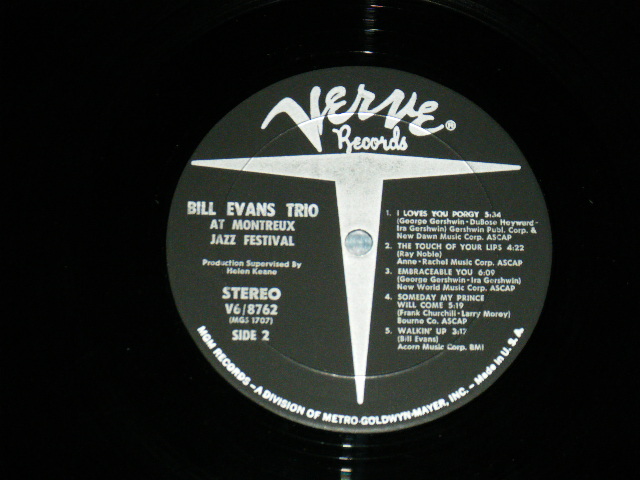 Verve®
Records
BILL EVANS TRIO
AT MONTREUX
JAZZ FESTIVAL
Production Supervised By
Helen Keane
STEREO
V6/8762
(MGS 1707)
SIDE 2
1. I LOVES YOU PORGY 5:34
(George Gershwin-DuBose Heyward-
Ira Gershwin) Gershwin Publ. Corp. &
New Dawn Music Corp. ASCAP
2. THE TOUCH OF YOUR LIPS 4:22
(Ray Noble)
Anne-Rachel Music Corp. ASCAP
3. EMBRACEABLE YOU 6:09
(George Gershwin-Ira Gershwin)
New World Music Corp. ASCAP
4. SOMEDAY MY PRINCE
WILL COME 5:19
(Frank Churchill-Larry Morey)
Bourne Co. ASCAP
5. WALKIN' UP 3:17
(Bill Evans)
Acorn Music Corp. BMI
MGM RECORDS – A DIVISION OF METRO-GOLDWYN-MAYER, INC. – Made in U.S.A.